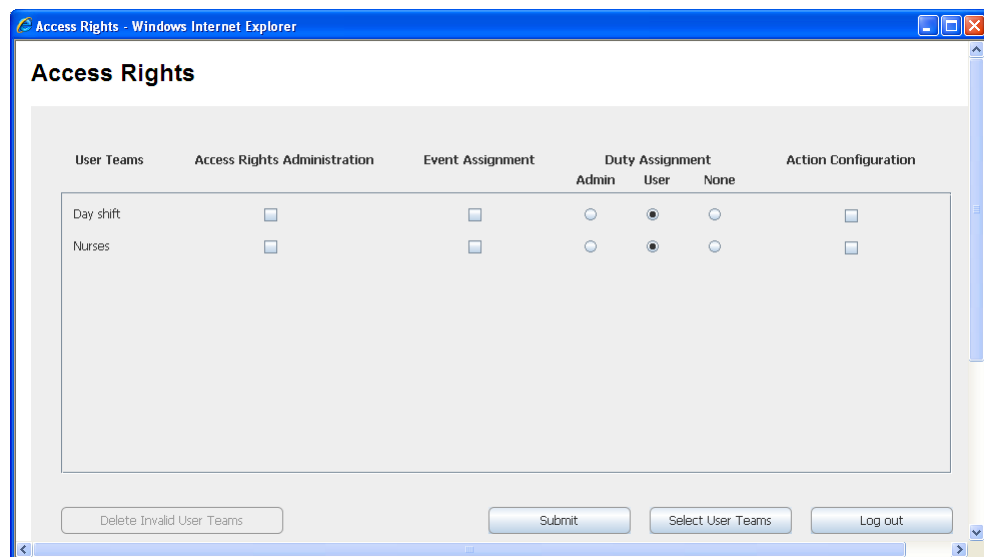 Access Rights - Windows Internet Explorer
Access Rights
User Teams Access Rights Administration Event Assignment Duty Assignment Action Configuration
Admin User None
Day shift
Nurses
Delete Invalid User Teams Submit Select User Teams Log out